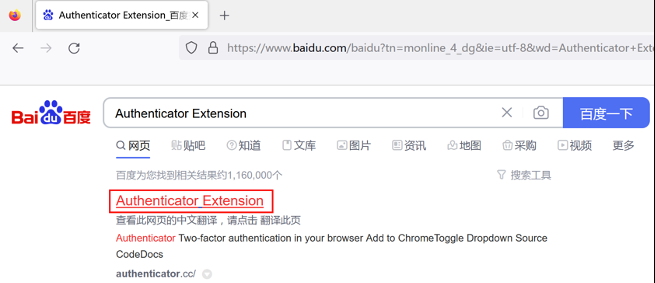 Authenticator Extension_百度
https://www.baidu.com/baidu?tn=monline_4_dg&ie=utf-8&wd=Authenticator+Exte
Bai du 百度
Authenticator Extension
百度一下
网页 贴吧 知道 文库 图片 资讯 地图 采购 视频 更多
百度为您找到相关结果约1,160,000个
搜索工具
Authenticator Extension
查看此网页的中文翻译，请点击 翻译此页
Authenticator Two-factor authentication in your browser Add to ChromeToggle Dropdown Source
CodeDocs
authenticator.cc/